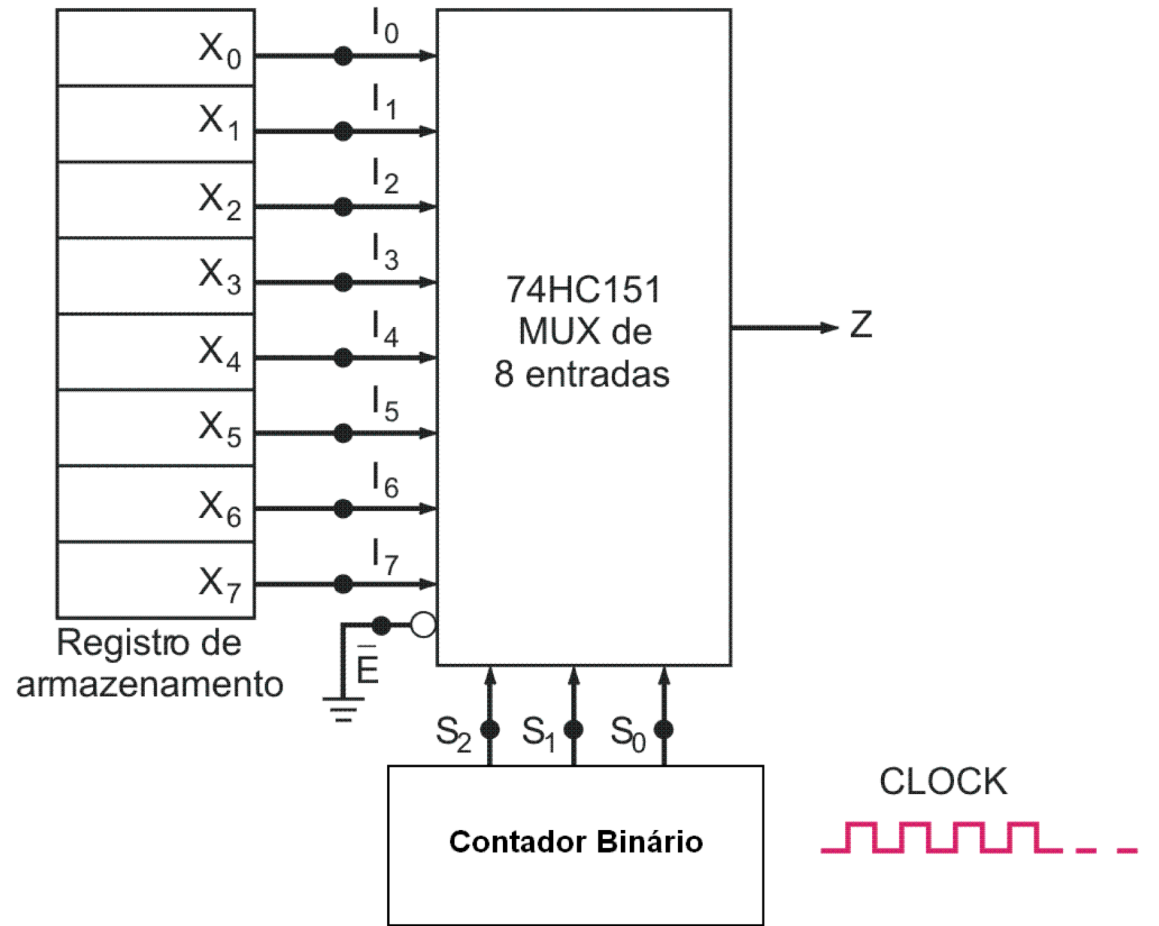 X0
I0
X1
I1
X2
I2
X3
I3
X4
I4
X5
I5
X6
I6
X7
I7
74HC151
MUX de
8 entradas
Z
Registro de
armazenamento
E̅
S2 S1 S0
Contador Binário
CLOCK